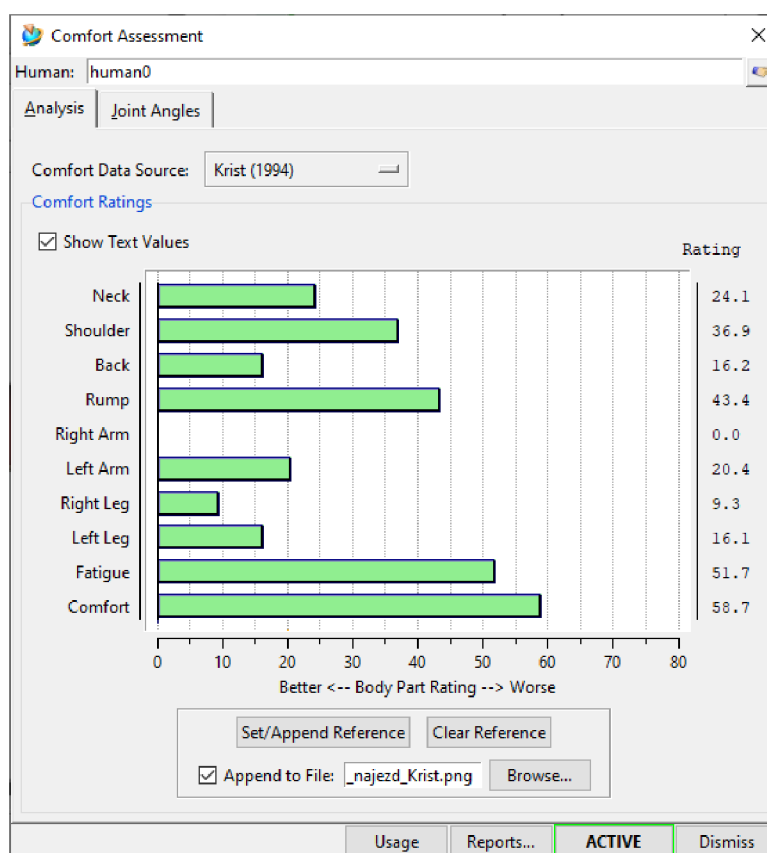 Comfort Assessment
Human: human0
Analysis Joint Angles
Comfort Data Source: Krist (1994)
Comfort Ratings
Show Text Values
Rating
Neck 24.1
Shoulder 36.9
Back 16.2
Rump 43.4
Right Arm 0.0
Left Arm 20.4
Right Leg 9.3
Left Leg 16.1
Fatigue 51.7
Comfort 58.7
0 10 20 30 40 50 60 70 80
Better <-- Body Part Rating --> Worse
Set/Append Reference Clear Reference
Append to File: _najezd_Krist.png Browse...
Usage Reports... ACTIVE Dismiss